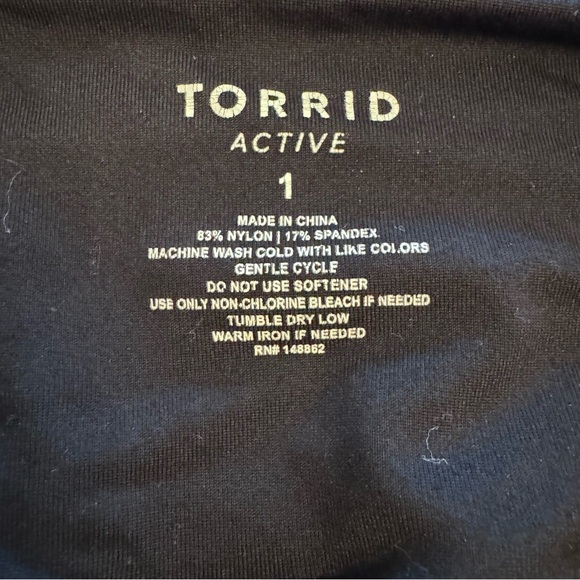 TORRID
ACTIVE
1
MADE IN CHINA
83% NYLON | 17% SPANDEX
MACHINE WASH COLD WITH LIKE COLORS
GENTLE CYCLE
DO NOT USE SOFTENER
USE ONLY NON-CHLORINE BLEACH IF NEEDED
TUMBLE DRY LOW
WARM IRON IF NEEDED
RN# 148862